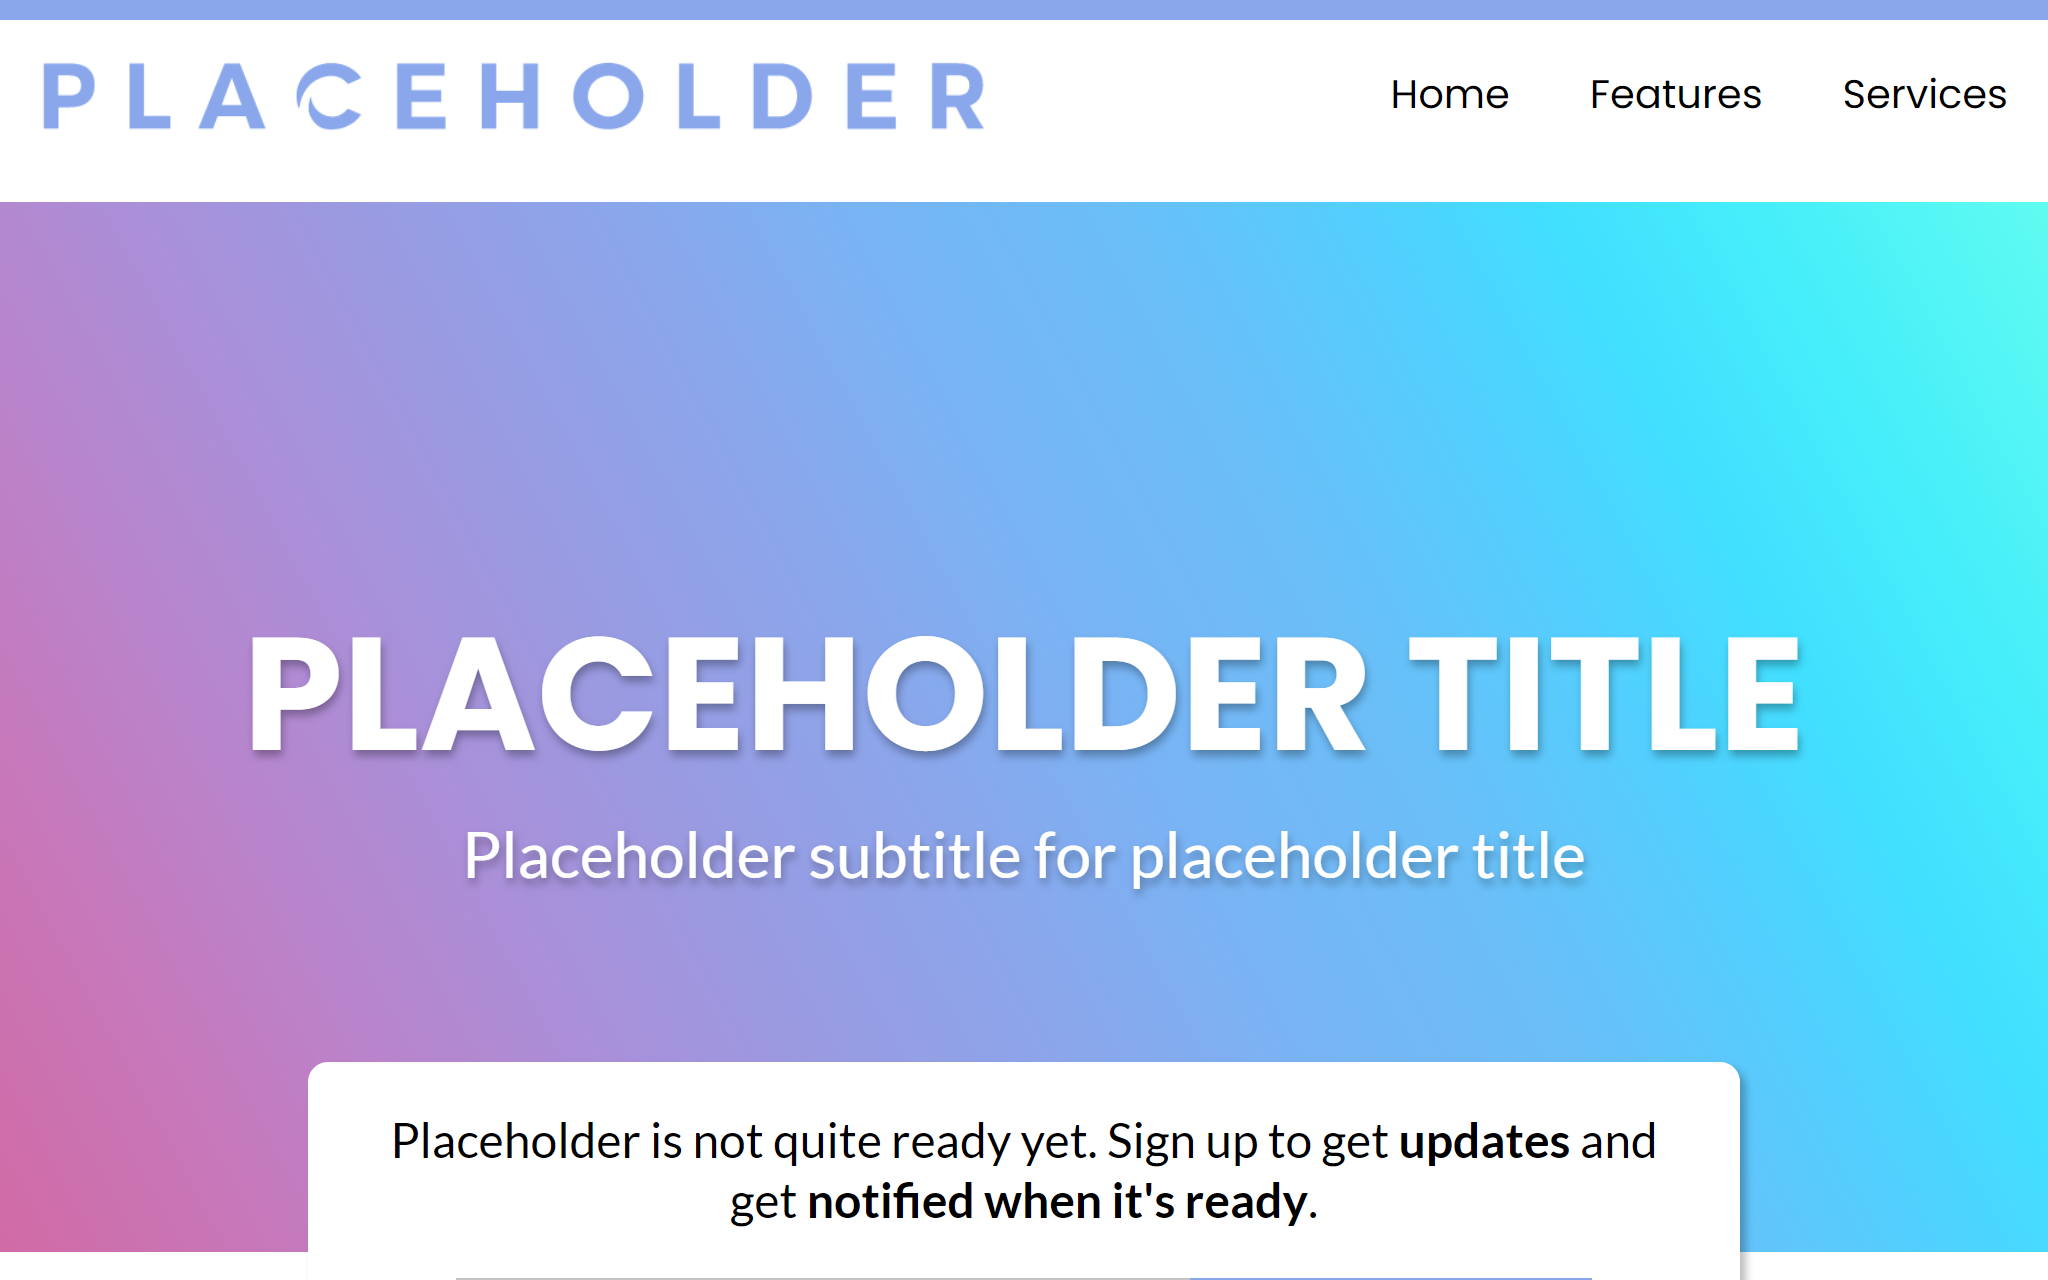 PLACEHOLDER
Home Features Services
PLACEHOLDER TITLE
Placeholder subtitle for placeholder title
Placeholder is not quite ready yet. Sign up to get updates and
get notified when it's ready.